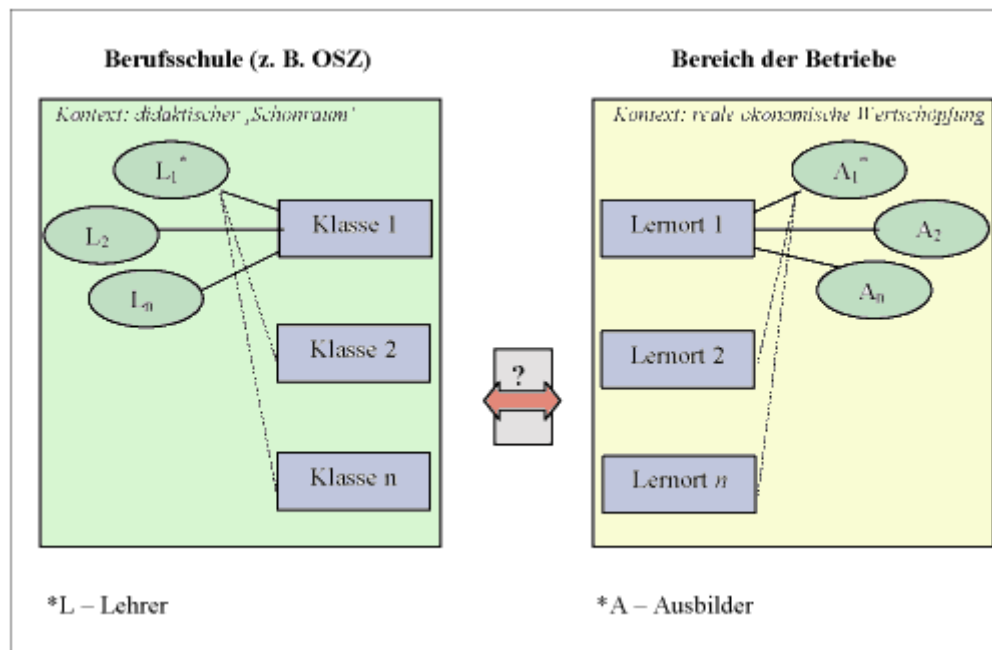 Berufsschule (z. B. OSZ)
Kontext: didaktischer ‚Schonraum‘
L1*
L2
Ln
Klasse 1
Klasse 2
Klasse n
*L – Lehrer
?
Bereich der Betriebe
Kontext: reale ökonomische Wertschöpfung
Lernort 1
Lernort 2
Lernort n
A1*
A2
An
*A – Ausbilder